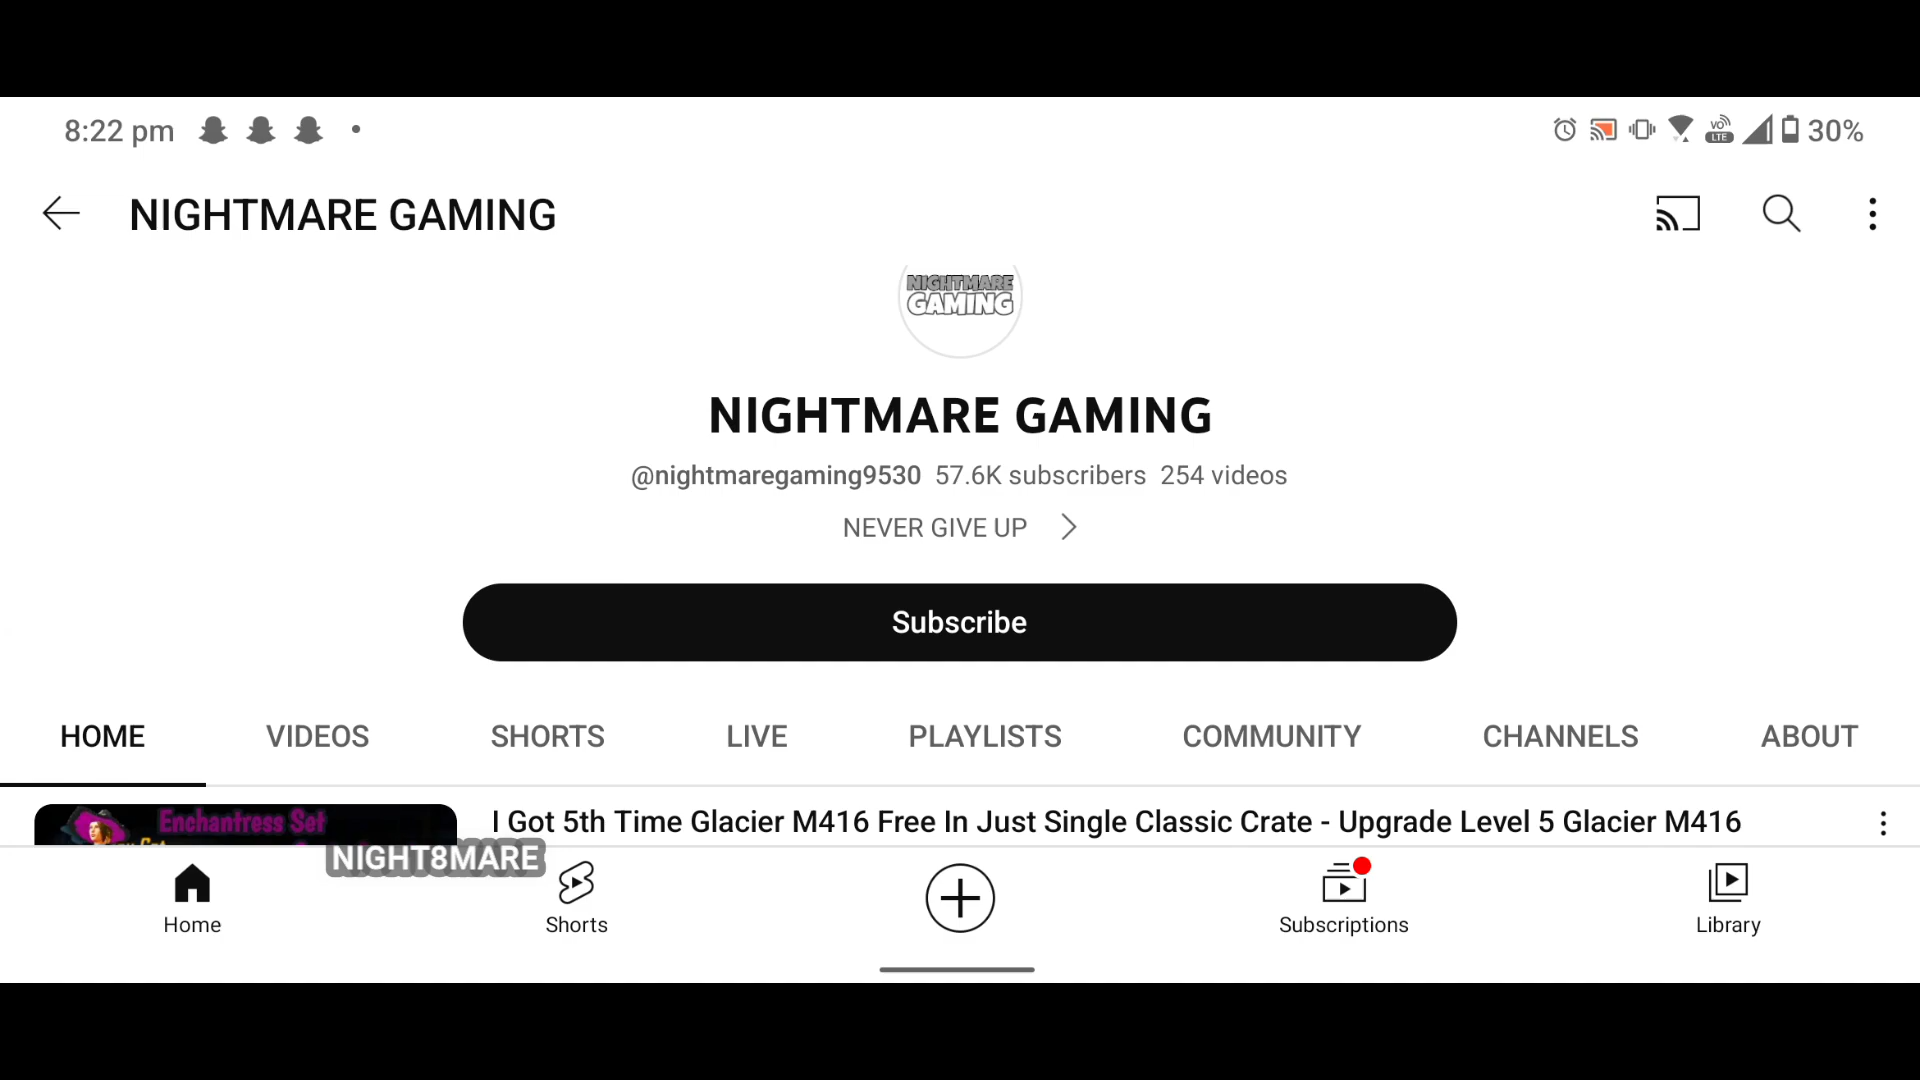 8:22 pm
VO LTE
30%
NIGHTMARE GAMING
NIGHTMARE
GAMING
NIGHTMARE GAMING
@nightmaregaming9530 57.6K subscribers 254 videos
NEVER GIVE UP
Subscribe
HOME VIDEOS SHORTS LIVE PLAYLISTS COMMUNITY CHANNELS ABOUT
Enchantress Set
I Got 5th Time Glacier M416 Free In Just Single Classic Crate - Upgrade Level 5 Glacier M416
NIGHT8MARE
Home Shorts Subscriptions Library